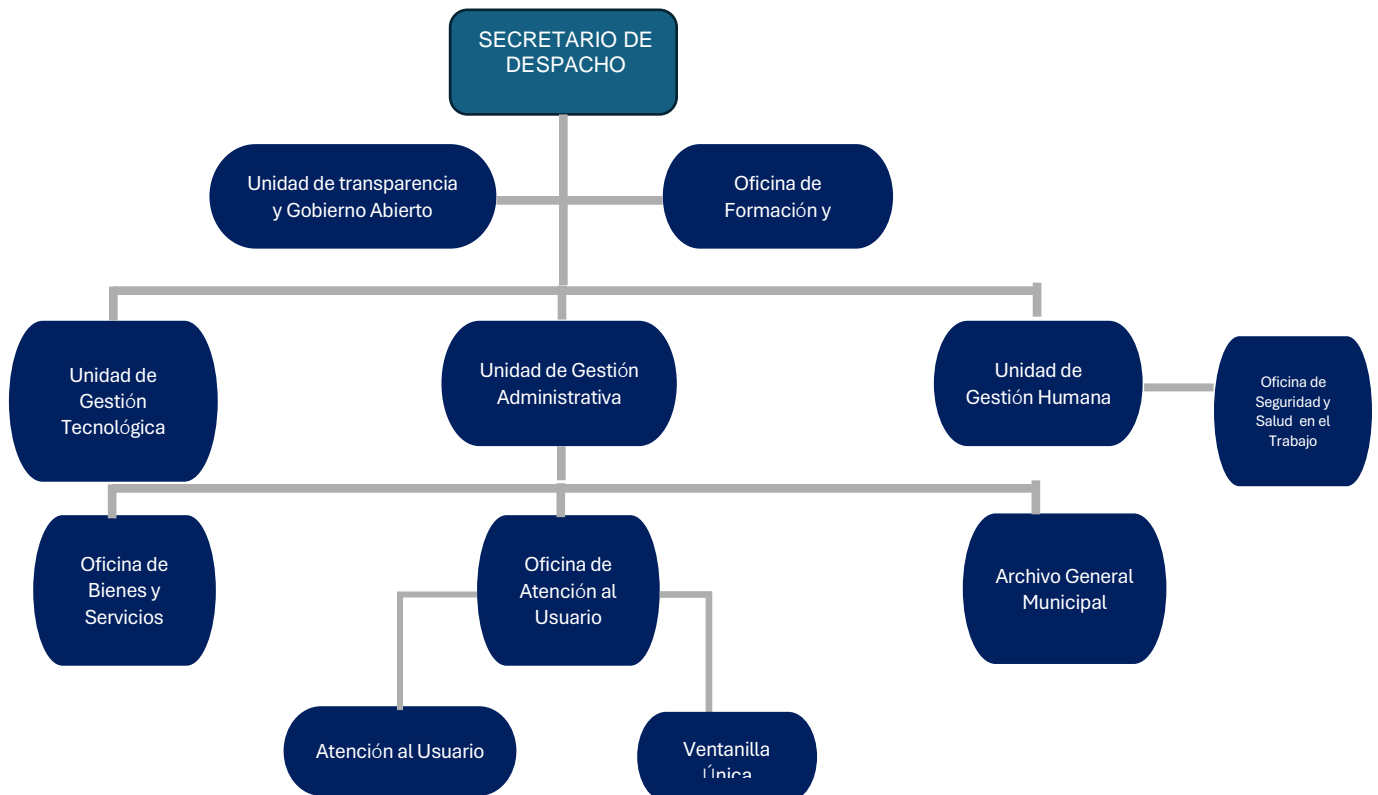 SECRETARIO DE
DESPACHO
Unidad de transparencia
y Gobierno Abierto
Oficina de
Formación y
Unidad de
Gestión
Tecnológica
Unidad de Gestión
Administrativa
Unidad de
Gestión Humana
Oficina de
Seguridad y
Salud en el
Trabajo
Oficina de
Bienes y
Servicios
Oficina de
Atención al
Usuario
Archivo General
Municipal
Atención al Usuario
Ventanilla
Única